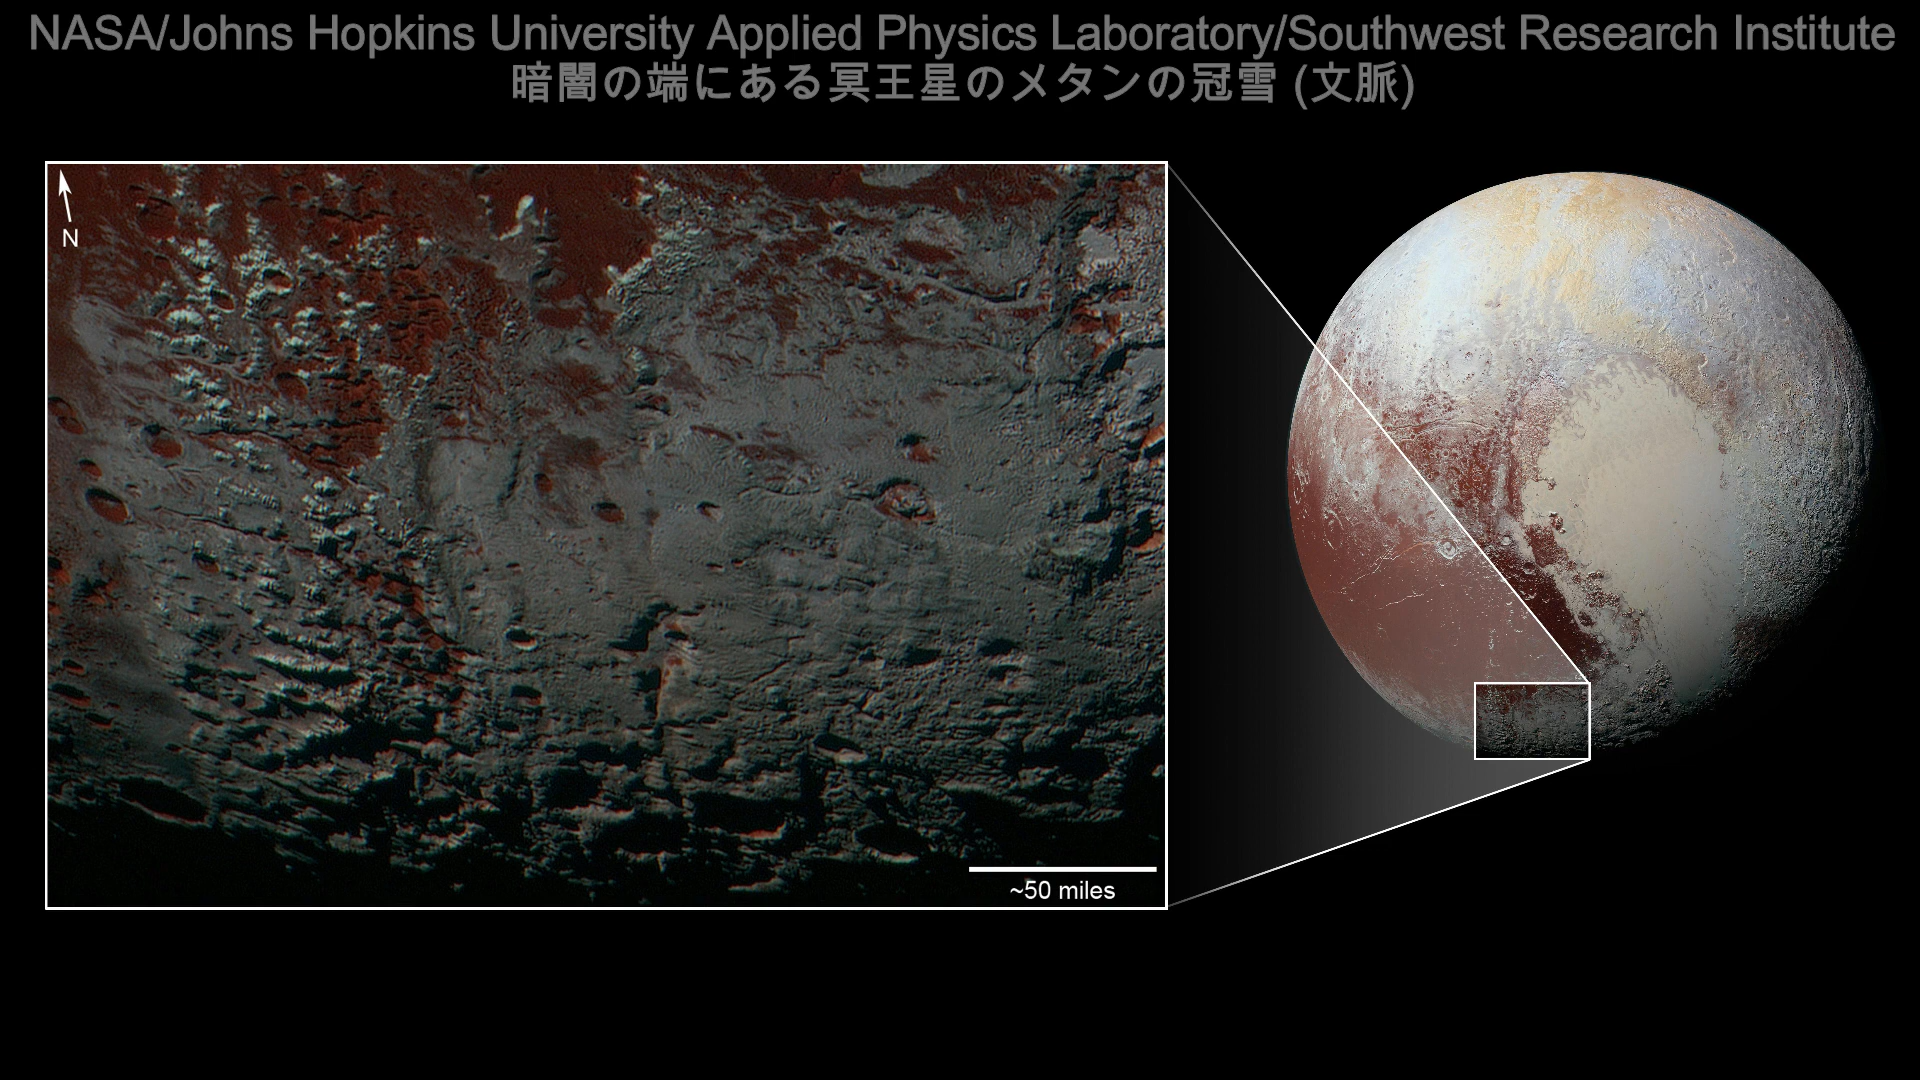 NASA/Johns Hopkins University Applied Physics Laboratory/Southwest Research Institute
暗闇の端にある冥王星のメタンの冠雪 (文脈)
N
~50 miles